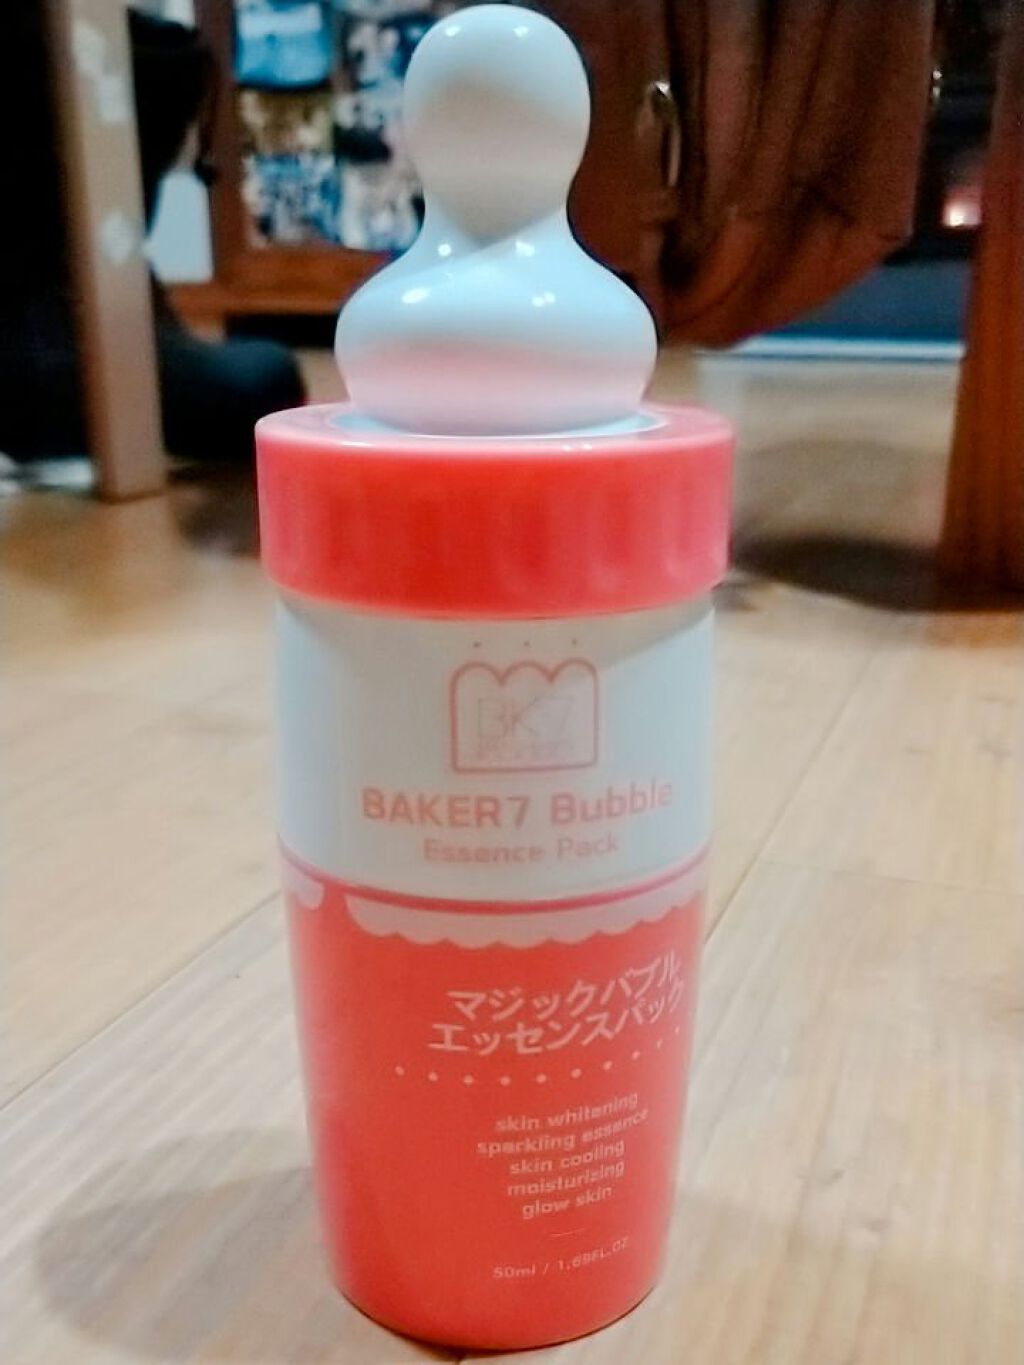 BK7
BAKER7 Bubble
Essence Pack
マジックバブル
エッセンスパック
skin whitening
sparkling essence
skin cooling
moisturizing
glow skin
50ml / 1.69FL.OZ